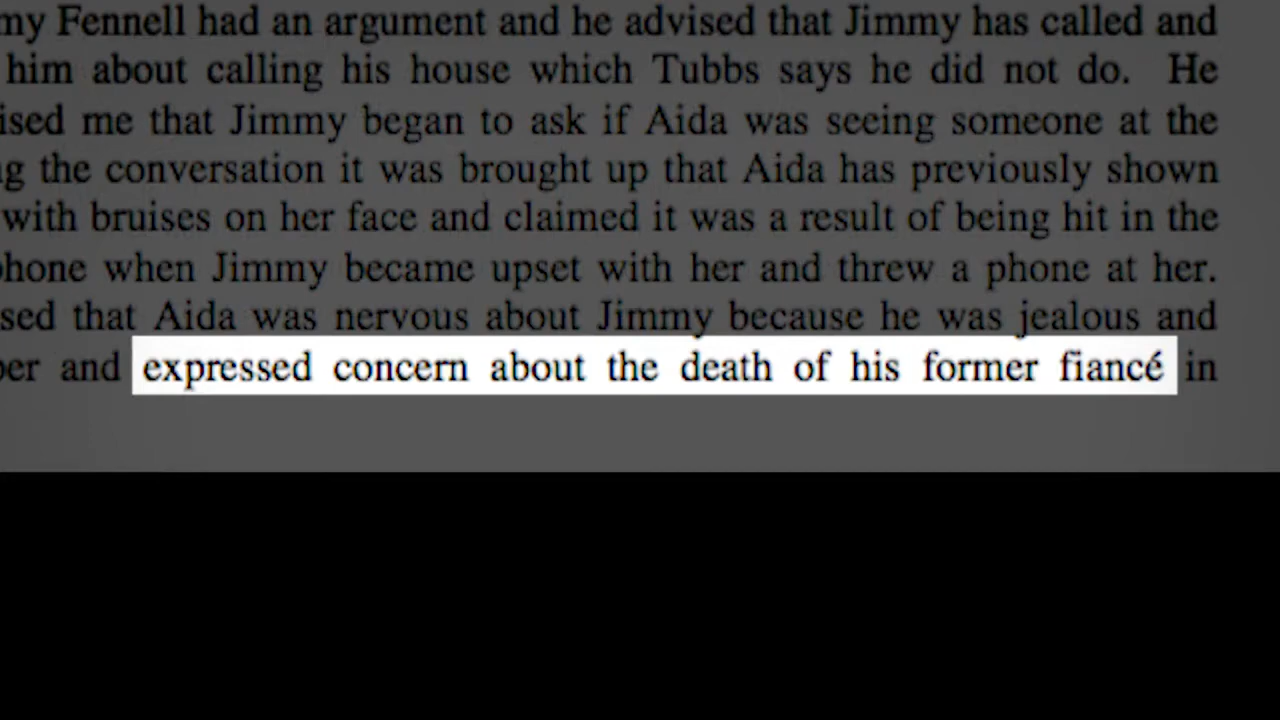 my Fennell had an argument and he advised that Jimmy has called and
him about calling his house which Tubbs says he did not do. He
ised me that Jimmy began to ask if Aida was seeing someone at the
g the conversation it was brought up that Aida has previously shown
with bruises on her face and claimed it was a result of being hit in the
phone when Jimmy became upset with her and threw a phone at her.
sed that Aida was nervous about Jimmy because he was jealous and
per and expressed concern about the death of his former fiancé in